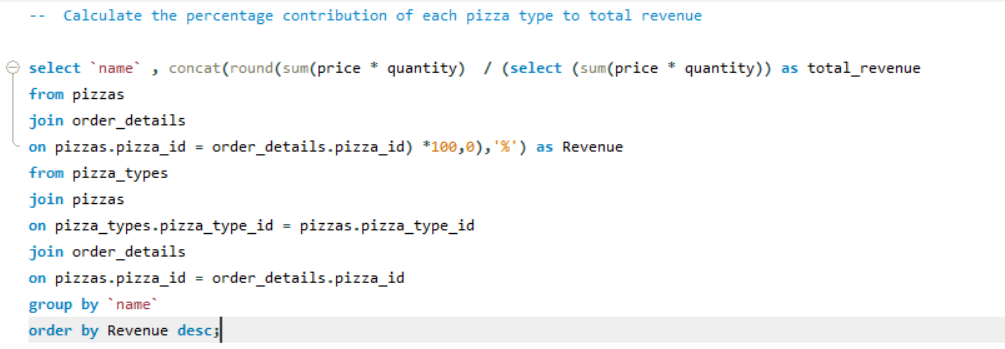 -- Calculate the percentage contribution of each pizza type to total revenue
select `name` , concat(round(sum(price * quantity) / (select (sum(price * quantity)) as total_revenue
from pizzas
join order_details
on pizzas.pizza_id = order_details.pizza_id) *100,0),'%') as Revenue
from pizza_types
join pizzas
on pizza_types.pizza_type_id = pizzas.pizza_type_id
join order_details
on pizzas.pizza_id = order_details.pizza_id
group by `name`
order by Revenue desc;